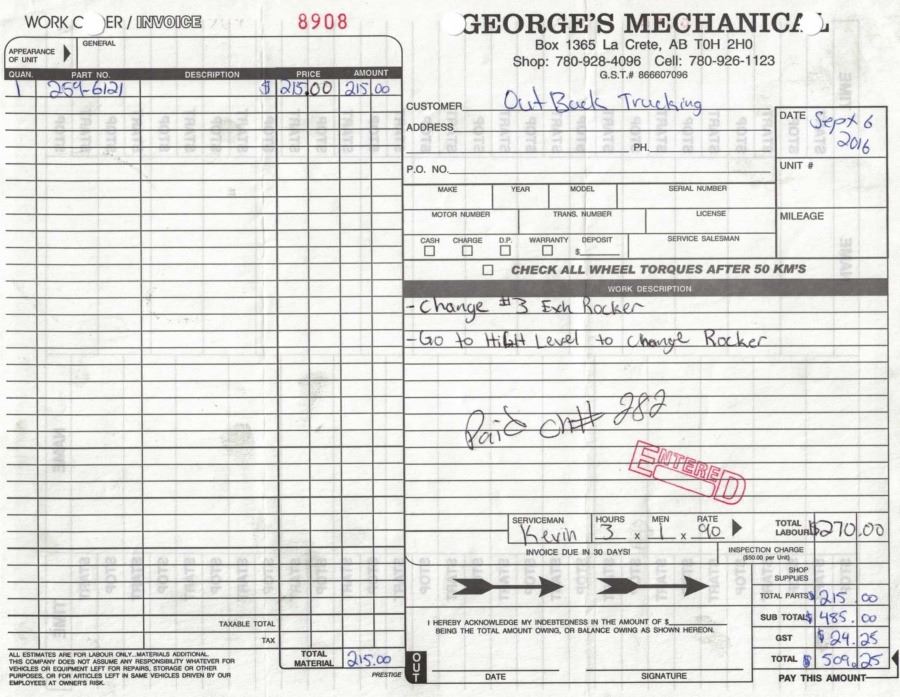 WORK C ER / INVOICE
8908
GEORGE'S MECHANICAL
Box 1365 La Crete, AB T0H 2H0
Shop: 780-928-4096 Cell: 780-926-1123
G.S.T.# 866607096
APPEARANCE OF UNIT
GENERAL
QUAN. PART NO. DESCRIPTION PRICE AMOUNT
1 259-6121 $ 215.00 215 00
CUSTOMER Out Back Trucking
ADDRESS
PH.
DATE Sept 6
2016
P.O. NO.
UNIT #
MAKE YEAR MODEL SERIAL NUMBER
MOTOR NUMBER TRANS. NUMBER LICENSE
MILEAGE
CASH CHARGE D.P. WARRANTY DEPOSIT SERVICE SALESMAN
$
CHECK ALL WHEEL TORQUES AFTER 50 KM'S
WORK DESCRIPTION
- Change #3 Exh Rocker
- Go to High Level to Change Rocker
Paid ch# 282
ENTERED
SERVICEMAN HOURS MEN RATE
Kevin 3 x 1 x 90
TOTAL LABOUR $270.00
INVOICE DUE IN 30 DAYS!
INSPECTION CHARGE
($50.00 per Unit)
SHOP SUPPLIES
TOTAL PARTS $ 215.00
I HEREBY ACKNOWLEDGE MY INDEBTEDNESS IN THE AMOUNT OF $
BEING THE TOTAL AMOUNT OWING, OR BALANCE OWING AS SHOWN HEREON.
SUB TOTAL $ 485.00
GST $ 24.25
TOTAL $ 509.25
PAY THIS AMOUNT
OUT
DATE SIGNATURE
TAXABLE TOTAL
TAX
TOTAL MATERIAL 215.00
ALL ESTIMATES ARE FOR LABOUR ONLY...MATERIALS ADDITIONAL.
THIS COMPANY DOES NOT ASSUME ANY RESPONSIBILITY WHATEVER FOR
VEHICLES OR EQUIPMENT LEFT FOR REPAIRS, STORAGE OR OTHER
PURPOSES, OR FOR ARTICLES LEFT IN SAME VEHICLES DRIVEN BY OUR
EMPLOYEES AT OWNER'S RISK.
PRESTIGE